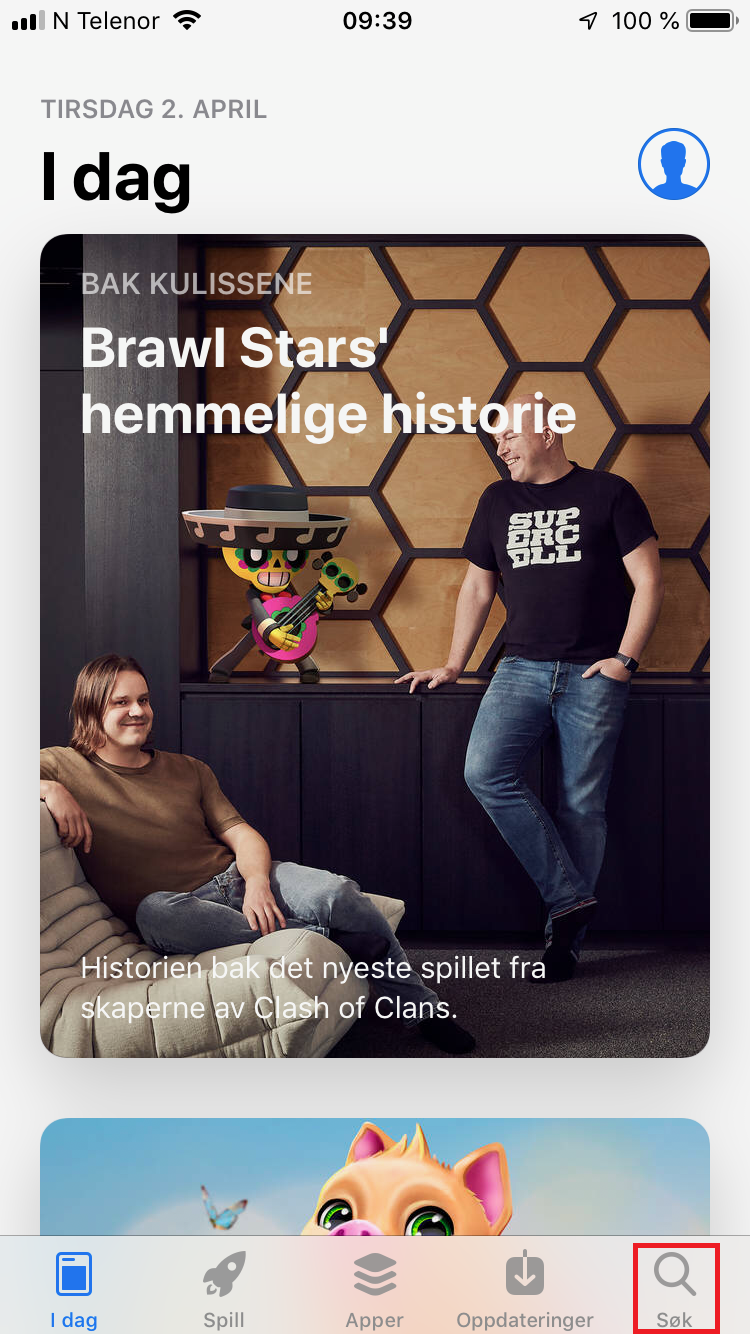 N Telenor 09:39 100 %
TIRSDAG 2. APRIL
I dag
BAK KULISSENE
Brawl Stars'
hemmelige historie
SUP
ERC
ELL
Historien bak det nyeste spillet fra
skaperne av Clash of Clans.
I dag Spill Apper Oppdateringer Søk